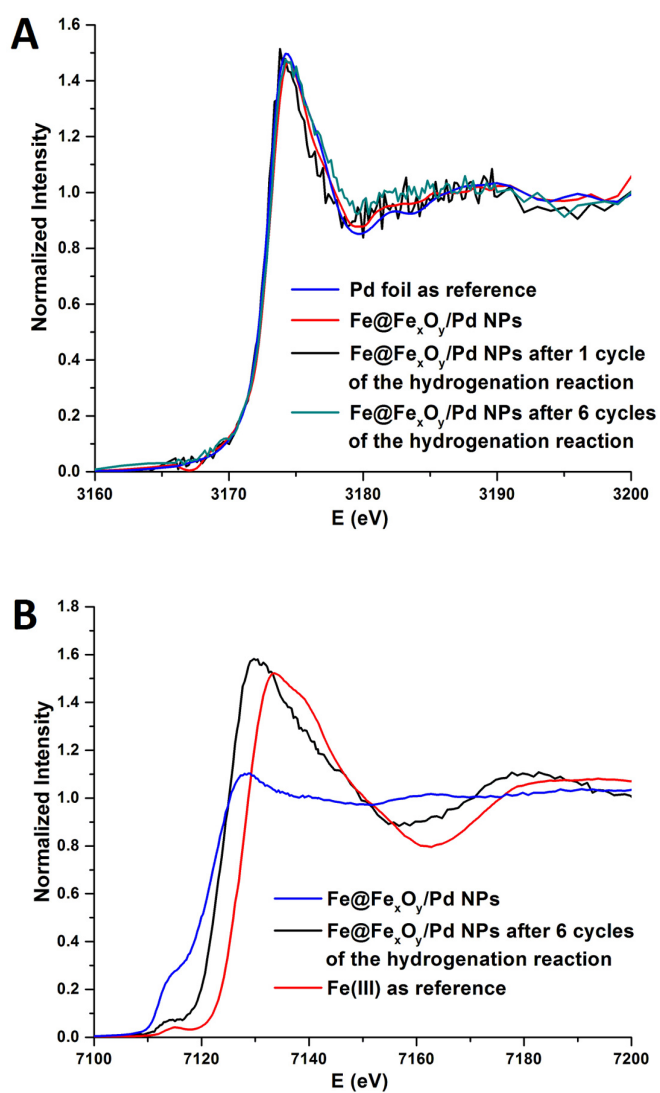 A
1.6
1.4
1.2
1.0
0.8
0.6
0.4
0.2
0.0
Normalized Intensity
Pd foil as reference
Fe@FexOy/Pd NPs
Fe@FexOy/Pd NPs after 1 cycle
of the hydrogenation reaction
Fe@FexOy/Pd NPs after 6 cycles
of the hydrogenation reaction
3160 3170 3180 3190 3200
E (eV)
B
1.8
1.6
1.4
1.2
1.0
0.8
0.6
0.4
0.2
0.0
Normalized Intensity
Fe@FexOy/Pd NPs
Fe@FexOy/Pd NPs after 6 cycles
of the hydrogenation reaction
Fe(III) as reference
7100 7120 7140 7160 7180 7200
E (eV)